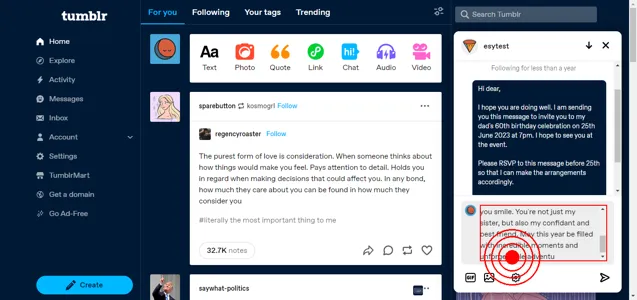 tumblr
Home
Explore
Activity
Messages
Inbox
Account
Settings
TumblrMart
Get a domain
Go Ad-Free
Create
For you
Following
Your tags
Trending
Aa
Text
Photo
Quote
Link
hi!
Chat
Audio
Video
sparebutton kosmogrl Follow
regencyroaster Follow
The purest form of love is consideration. When someone thinks about
how things would make you feel. Pays attention to detail. Holds you
in regard when making decisions that could affect you. In any bond,
how much they care about you can be found in how much they
consider you
#literally the most important thing to me
32.7K notes
saywhat-politics
Search Tumblr
esytest
Following for less than a year
Hi dear,
I hope you are doing well. I am sending
you this message to invite you to my
dad's 60th birthday celebration on 25th
June 2023 at 7pm. I hope to see you at
the event.
Please RSVP to this message before 25th
so that I can make the arrangements
accordingly.
you smile. You're not just my
sister, but also my confidant and
best friend. May this year be filled
with incredible moments and
unforgettable adventu
GIF